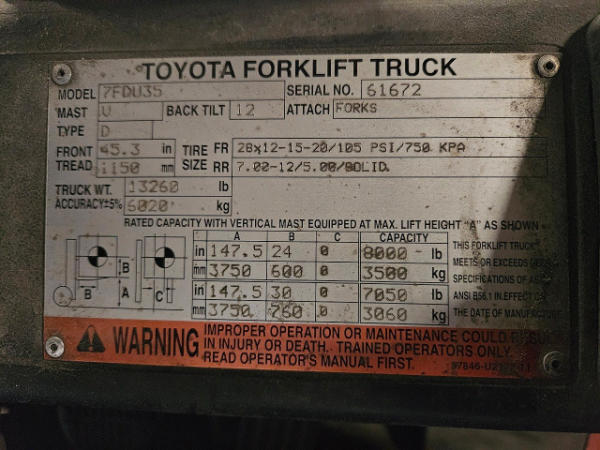 TOYOTA FORKLIFT TRUCK
MODEL 7FDU35 SERIAL NO. 61672
MAST V BACK TILT 12 ATTACH FORKS
TYPE D
FRONT TREAD 45.3 in TIRE SIZE FR 28x12-15-20/105 PSI/750 KPA
1150 mm RR 7.00-12/5.00/SOLID.
TRUCK WT. 13260 lb
ACCURACY±5% 6020 kg
RATED CAPACITY WITH VERTICAL MAST EQUIPPED AT MAX. LIFT HEIGHT "A" AS SHOWN
A B C CAPACITY
in 147.5 24 0 8000 lb THIS FORKLIFT TRUCK
mm 3750 600 0 3500 kg MEETS OR EXCEEDS
SPECIFICATIONS OF
in 147.5 30 0 7050 lb ANSI B56.1 IN EFFECT ON
mm 3750 760 0 3060 kg THE DATE OF MANUFACTURE
B A B C
WARNING IMPROPER OPERATION OR MAINTENANCE COULD RESULT
IN INJURY OR DEATH. TRAINED OPERATORS ONLY.
READ OPERATOR'S MANUAL FIRST.